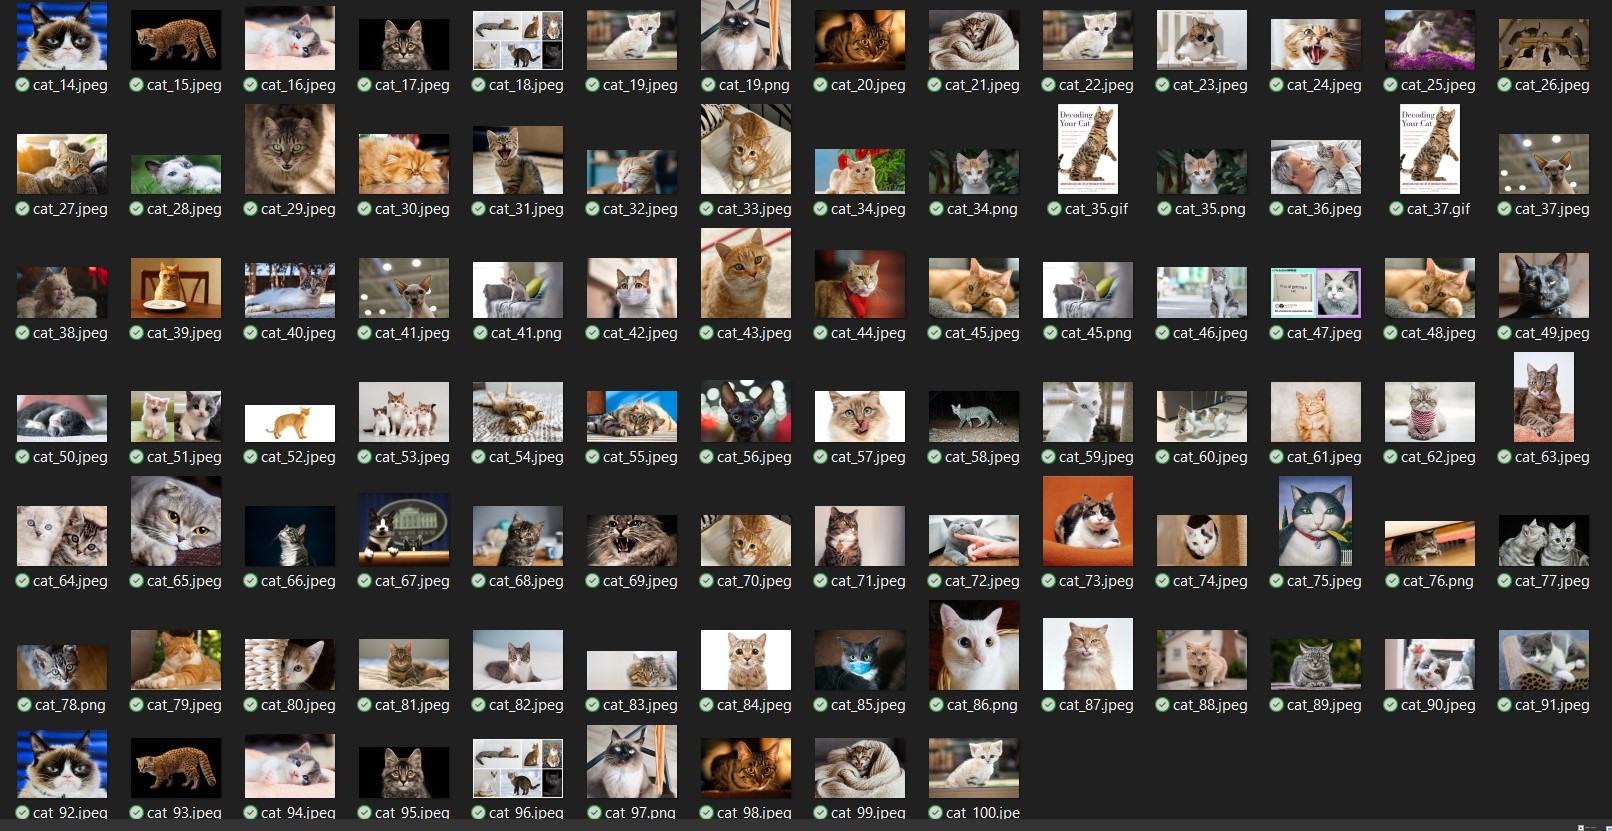 cat_14.jpeg cat_15.jpeg cat_16.jpeg cat_17.jpeg cat_18.jpeg cat_19.jpeg cat_19.png cat_20.jpeg cat_21.jpeg cat_22.jpeg cat_23.jpeg cat_24.jpeg cat_25.jpeg cat_26.jpeg
Decoding
Your Cat
Decoding
Your Cat
cat_27.jpeg cat_28.jpeg cat_29.jpeg cat_30.jpeg cat_31.jpeg cat_32.jpeg cat_33.jpeg cat_34.jpeg cat_34.png cat_35.gif cat_35.png cat_36.jpeg cat_37.gif cat_37.jpeg
cat_38.jpeg cat_39.jpeg cat_40.jpeg cat_41.jpeg cat_41.png cat_42.jpeg cat_43.jpeg cat_44.jpeg cat_45.jpeg cat_45.png cat_46.jpeg cat_47.jpeg cat_48.jpeg cat_49.jpeg
cat_50.jpeg cat_51.jpeg cat_52.jpeg cat_53.jpeg cat_54.jpeg cat_55.jpeg cat_56.jpeg cat_57.jpeg cat_58.jpeg cat_59.jpeg cat_60.jpeg cat_61.jpeg cat_62.jpeg cat_63.jpeg
cat_64.jpeg cat_65.jpeg cat_66.jpeg cat_67.jpeg cat_68.jpeg cat_69.jpeg cat_70.jpeg cat_71.jpeg cat_72.jpeg cat_73.jpeg cat_74.jpeg cat_75.jpeg cat_76.png cat_77.jpeg
cat_78.png cat_79.jpeg cat_80.jpeg cat_81.jpeg cat_82.jpeg cat_83.jpeg cat_84.jpeg cat_85.jpeg cat_86.png cat_87.jpeg cat_88.jpeg cat_89.jpeg cat_90.jpeg cat_91.jpeg
cat_92.jpeg cat_93.jpeg cat_94.jpeg cat_95.jpeg cat_96.jpeg cat_97.png cat_98.jpeg cat_99.jpeg cat_100.jpe